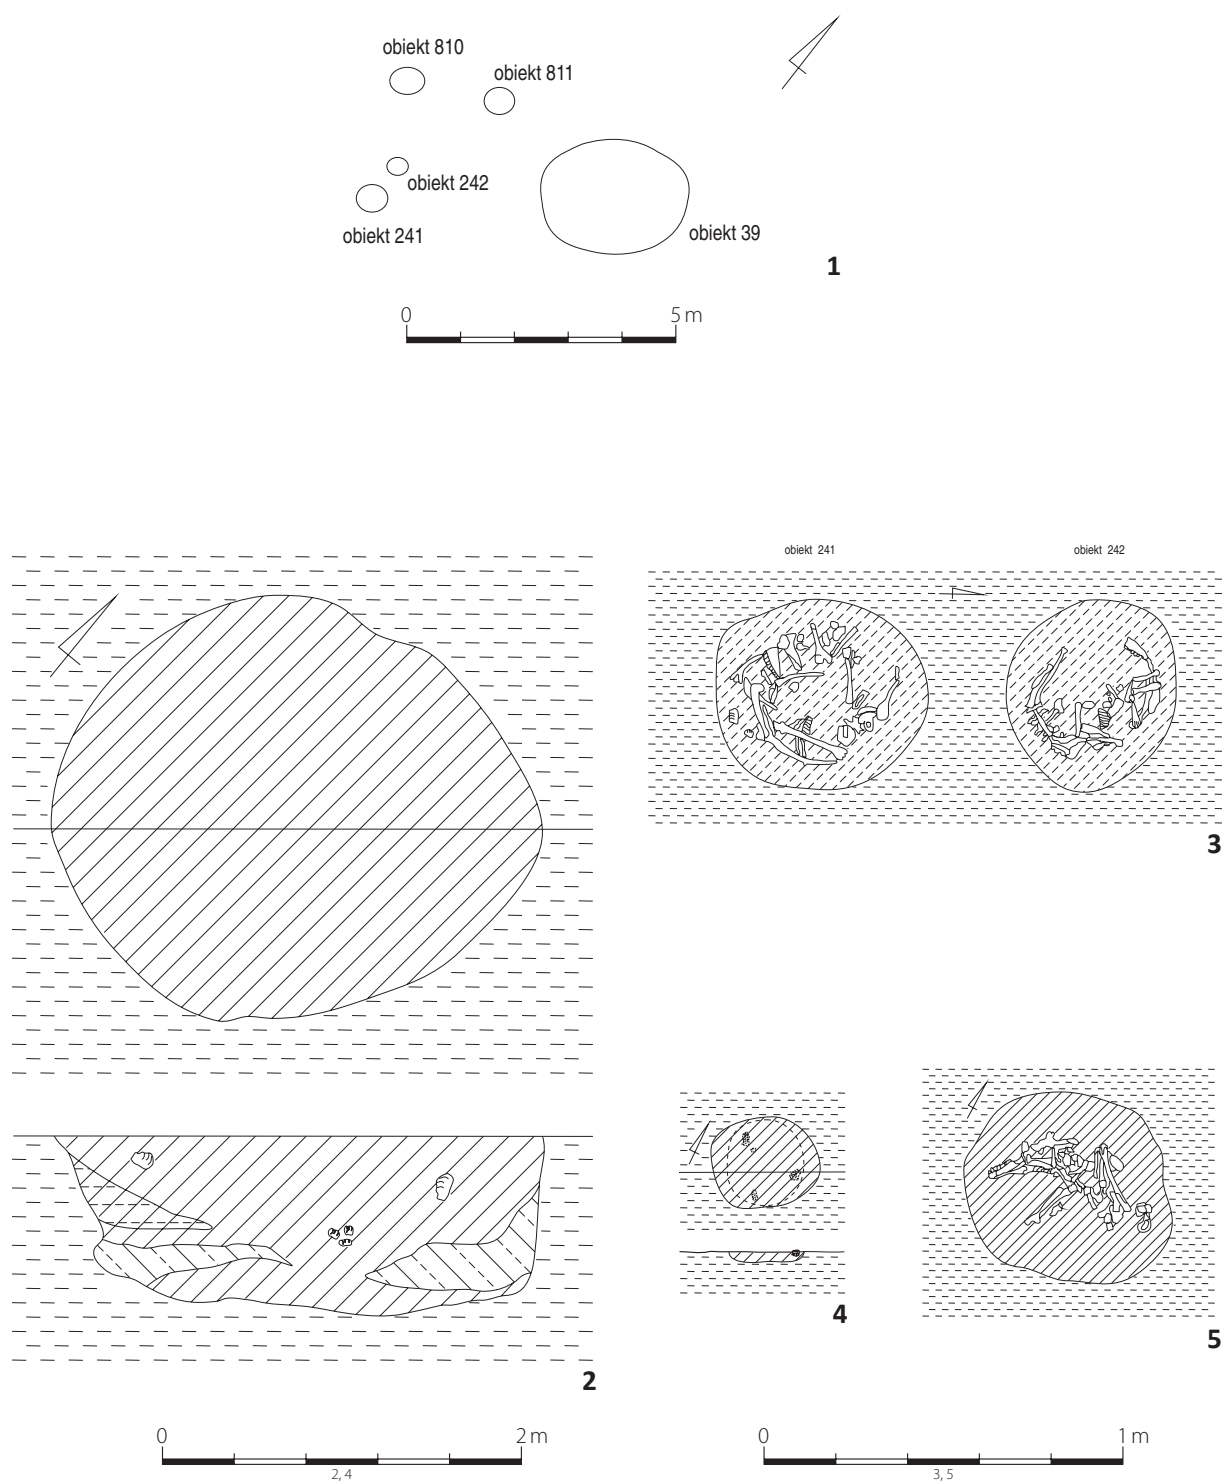 obiekt 810
obiekt 811
obiekt 242
obiekt 241
obiekt 39
1
0 5 m
obiekt 241 obiekt 242
3
2
4
5
0 2 m
2, 4
0 1 m
3, 5